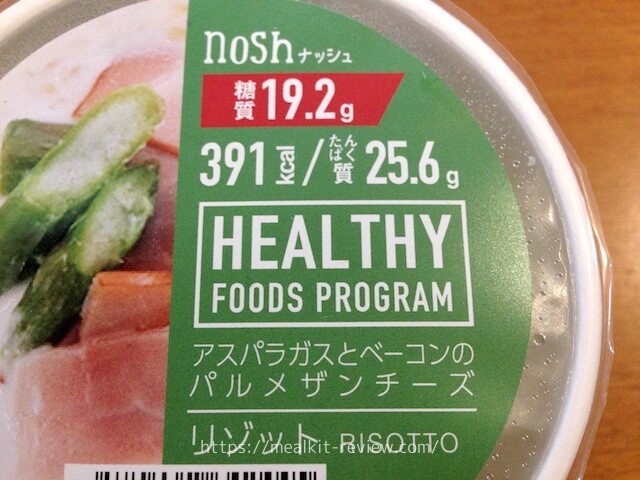 nosh ナッシュ
糖質 19.2g
391kcal/たんぱく質 25.6g
HEALTHY
FOODS PROGRAM
アスパラガスとベーコンの
パルメザンチーズ
リゾット RISOTTO
https://mealkit-review.com/